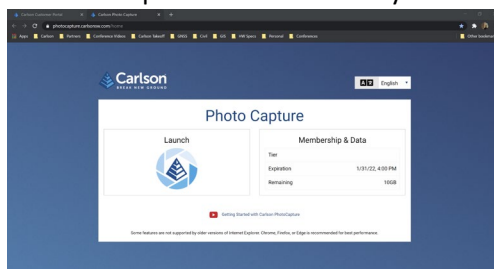 Carlson Customer Portal
Carlson Photo Capture
photocapture.carlsonsw.com/home
Apps Carlson Partners Conference Videos Carlson Takeoff GNSS Civil GIS HW Specs Personal Conferences Other bookmarks
Carlson
BREAK NEW GROUND
English
Photo Capture
Launch
Membership & Data
Tier
Expiration 1/31/22, 4:00 PM
Remaining 10GB
Getting Started with Carlson PhotoCapture
Some features are not supported by older versions of Internet Explorer. Chrome, Firefox, or Edge is recommended for best performance.